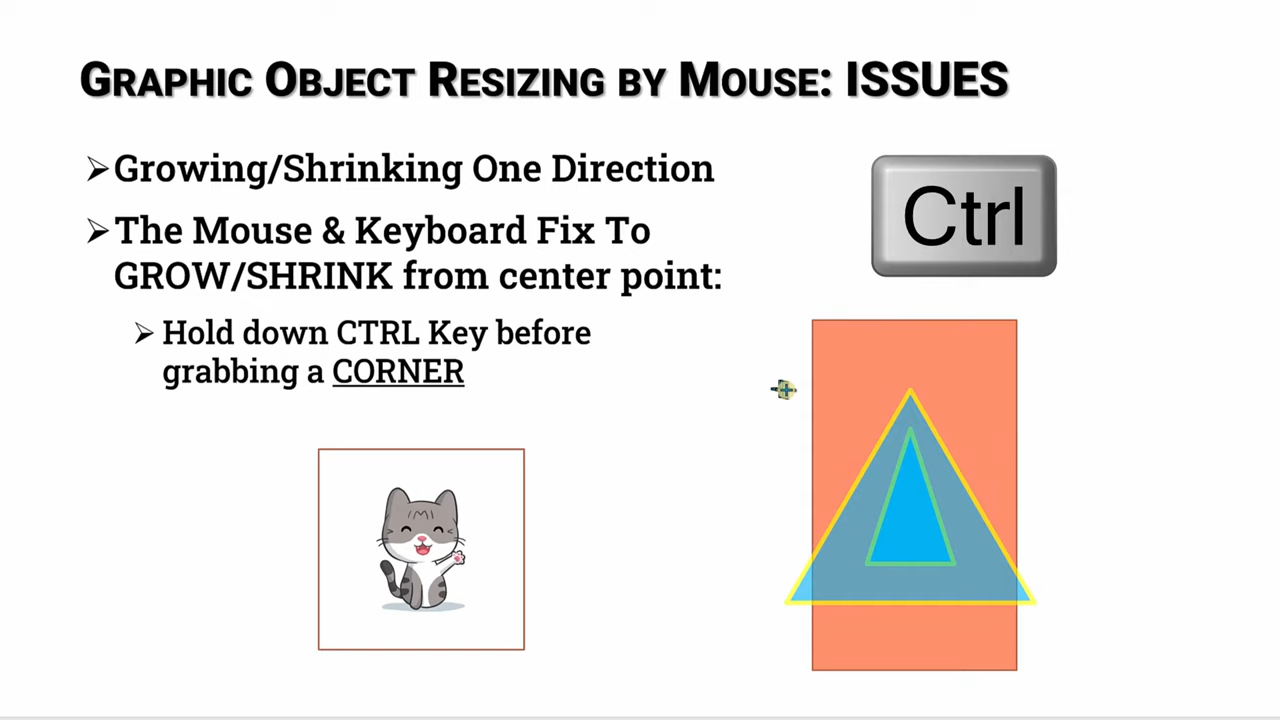 GRAPHIC OBJECT RESIZING BY MOUSE: ISSUES
Growing/Shrinking One Direction
The Mouse & Keyboard Fix To
GROW/SHRINK from center point:
Hold down CTRL Key before
grabbing a CORNER
Ctrl